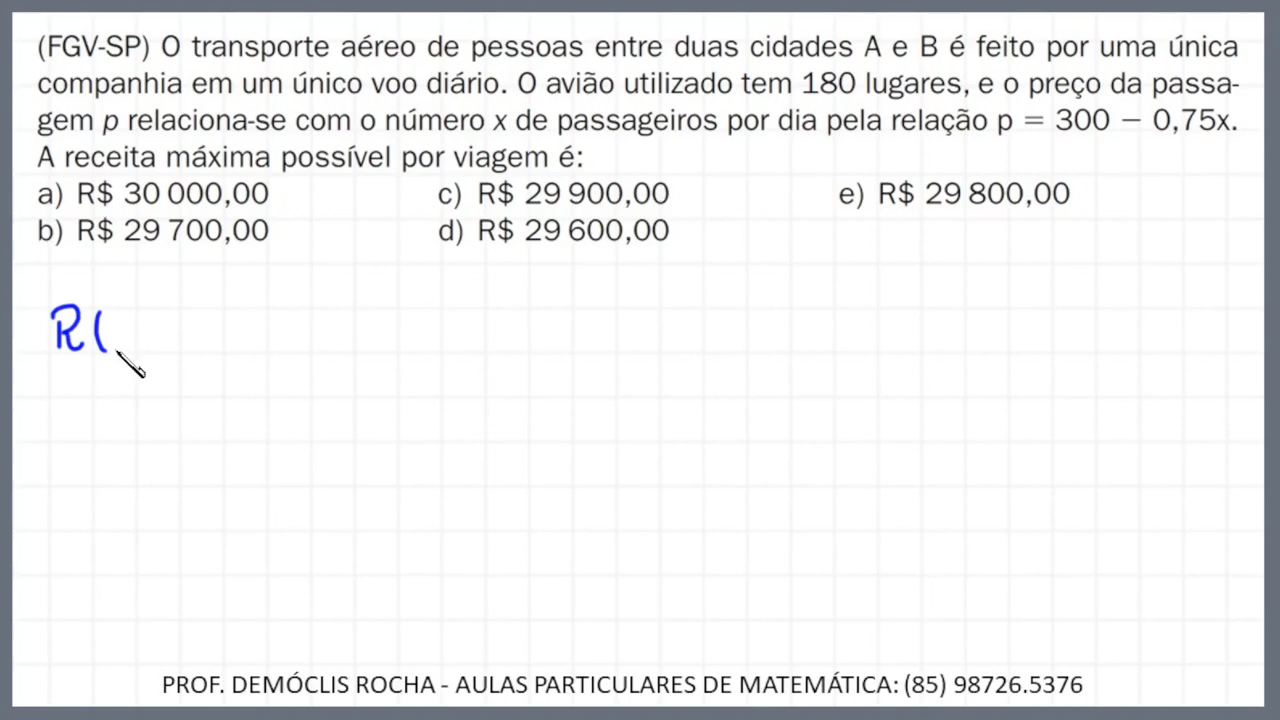 (FGV-SP) O transporte aéreo de pessoas entre duas cidades A e B é feito por uma única
companhia em um único voo diário. O avião utilizado tem 180 lugares, e o preço da passa-
gem p relaciona-se com o número x de passageiros por dia pela relação p = 300 − 0,75x.
A receita máxima possível por viagem é:
a) R$ 30 000,00 c) R$ 29 900,00 e) R$ 29 800,00
b) R$ 29 700,00 d) R$ 29 600,00
R(
PROF. DEMÓCLIS ROCHA - AULAS PARTICULARES DE MATEMÁTICA: (85) 98726.5376